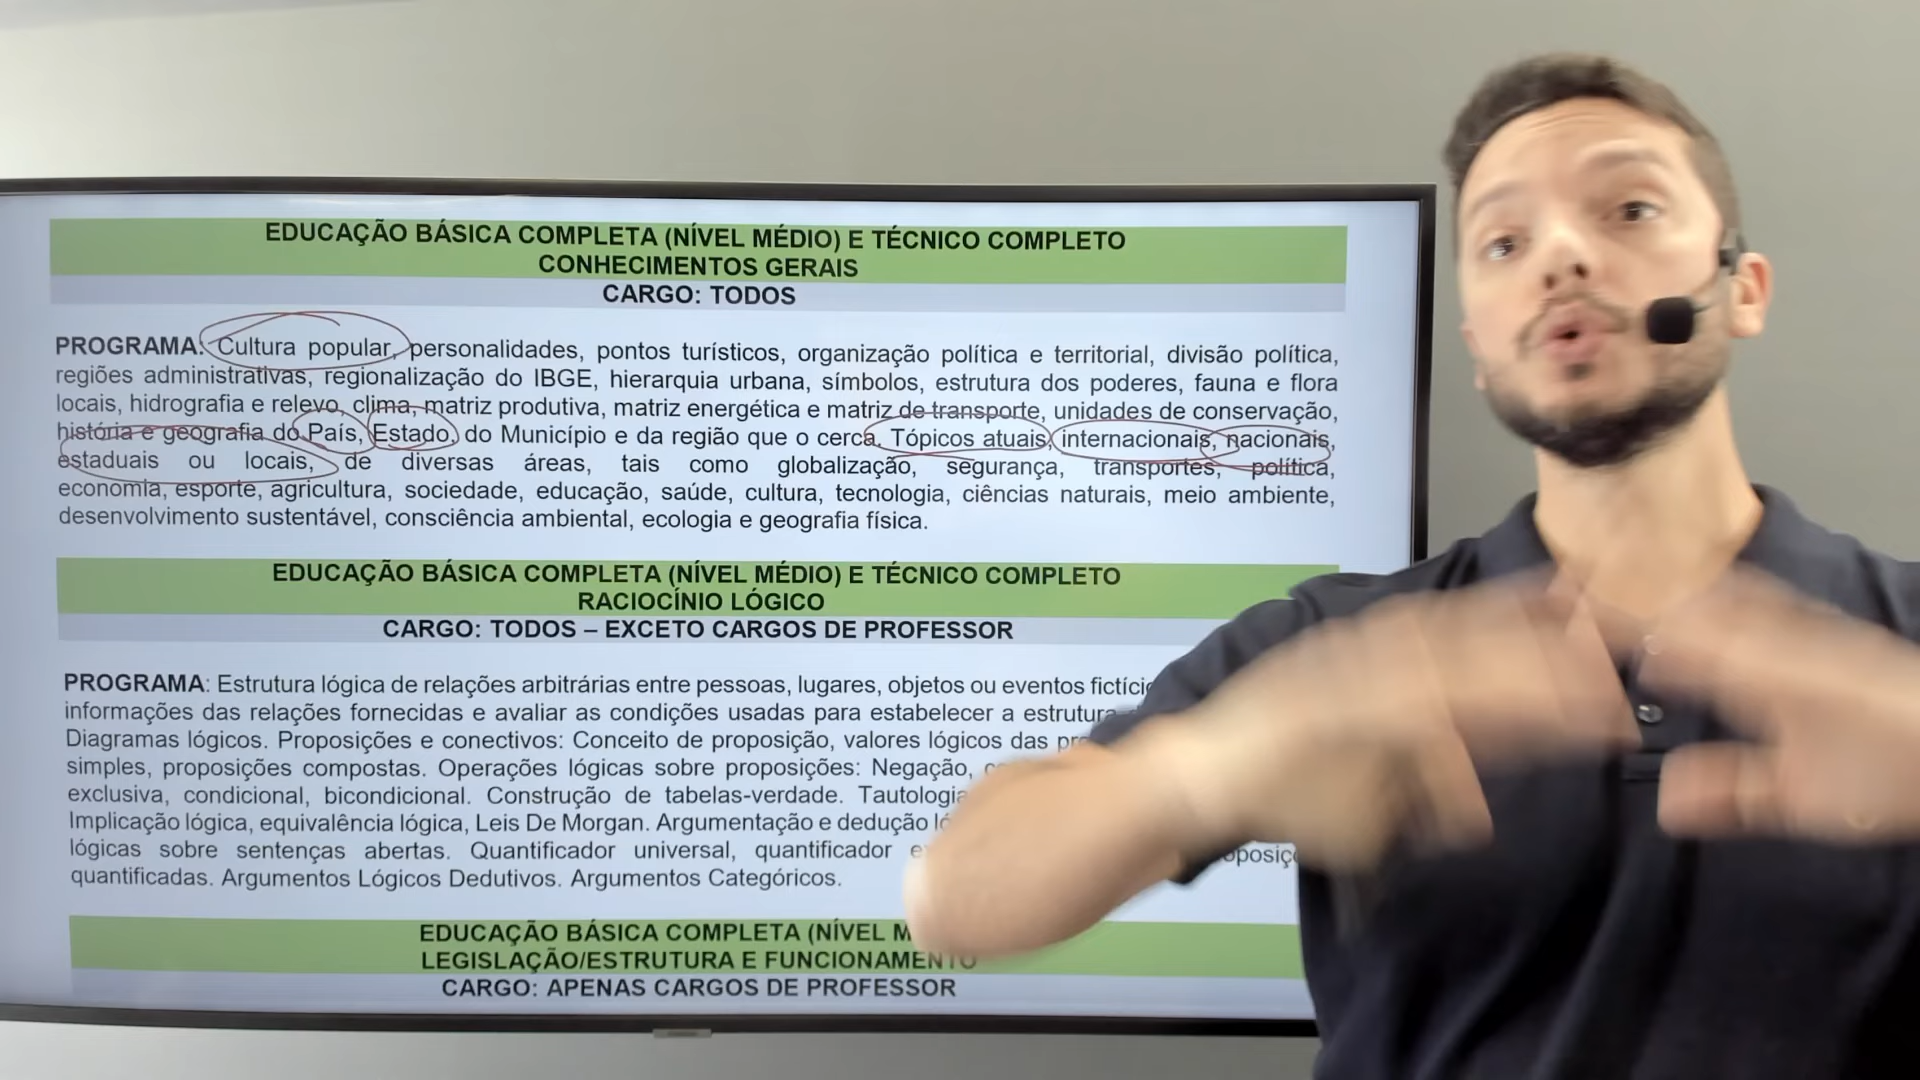 EDUCAÇÃO BÁSICA COMPLETA (NÍVEL MÉDIO) E TÉCNICO COMPLETO
CONHECIMENTOS GERAIS
CARGO: TODOS
PROGRAMA: Cultura popular, personalidades, pontos turísticos, organização política e territorial, divisão política,
regiões administrativas, regionalização do IBGE, hierarquia urbana, símbolos, estrutura dos poderes, fauna e flora
locais, hidrografia e relevo, clima, matriz produtiva, matriz energética e matriz de transporte, unidades de conservação,
história e geografia do País, Estado, do Município e da região que o cerca. Tópicos atuais, internacionais, nacionais,
estaduais ou locais, de diversas áreas, tais como globalização, segurança, transportes, política,
economia, esporte, agricultura, sociedade, educação, saúde, cultura, tecnologia, ciências naturais, meio ambiente,
desenvolvimento sustentável, consciência ambiental, ecologia e geografia física.
EDUCAÇÃO BÁSICA COMPLETA (NÍVEL MÉDIO) E TÉCNICO COMPLETO
RACIOCÍNIO LÓGICO
CARGO: TODOS – EXCETO CARGOS DE PROFESSOR
PROGRAMA: Estrutura lógica de relações arbitrárias entre pessoas, lugares, objetos ou eventos
informações das relações fornecidas e avaliar as condições usadas para estabelecer a estrutura
Diagramas lógicos. Proposições e conectivos: Conceito de proposição, valores lógicos das
simples, proposições compostas. Operações lógicas sobre proposições: Negação,
exclusiva, condicional, bicondicional. Construção de tabelas-verdade. Tautologia
Implicação lógica, equivalência lógica, Leis De Morgan. Argumentação e dedução
lógicas sobre sentenças abertas. Quantificador universal, quantificador
quantificadas. Argumentos Lógicos Dedutivos. Argumentos Categóricos.
EDUCAÇÃO BÁSICA COMPLETA (NÍVEL
LEGISLAÇÃO/ESTRUTURA E FUNCIONAMENTO
CARGO: APENAS CARGOS DE PROFESSOR